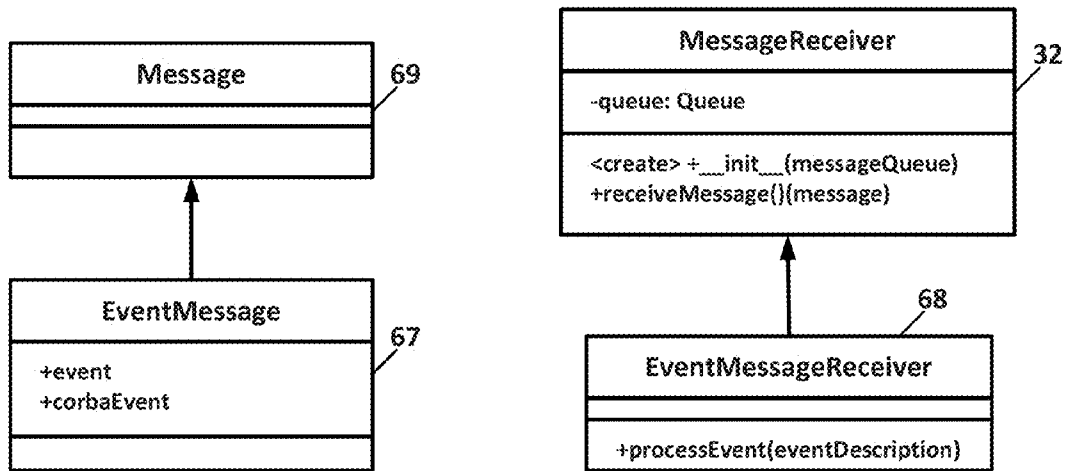 Message
69
EventMessage
+event
+corbaEvent
67
MessageReceiver
32
-queue: Queue
<create> +__init__(messageQueue)
+receiveMessage()(message)
68
EventMessageReceiver
+processEvent(eventDescription)